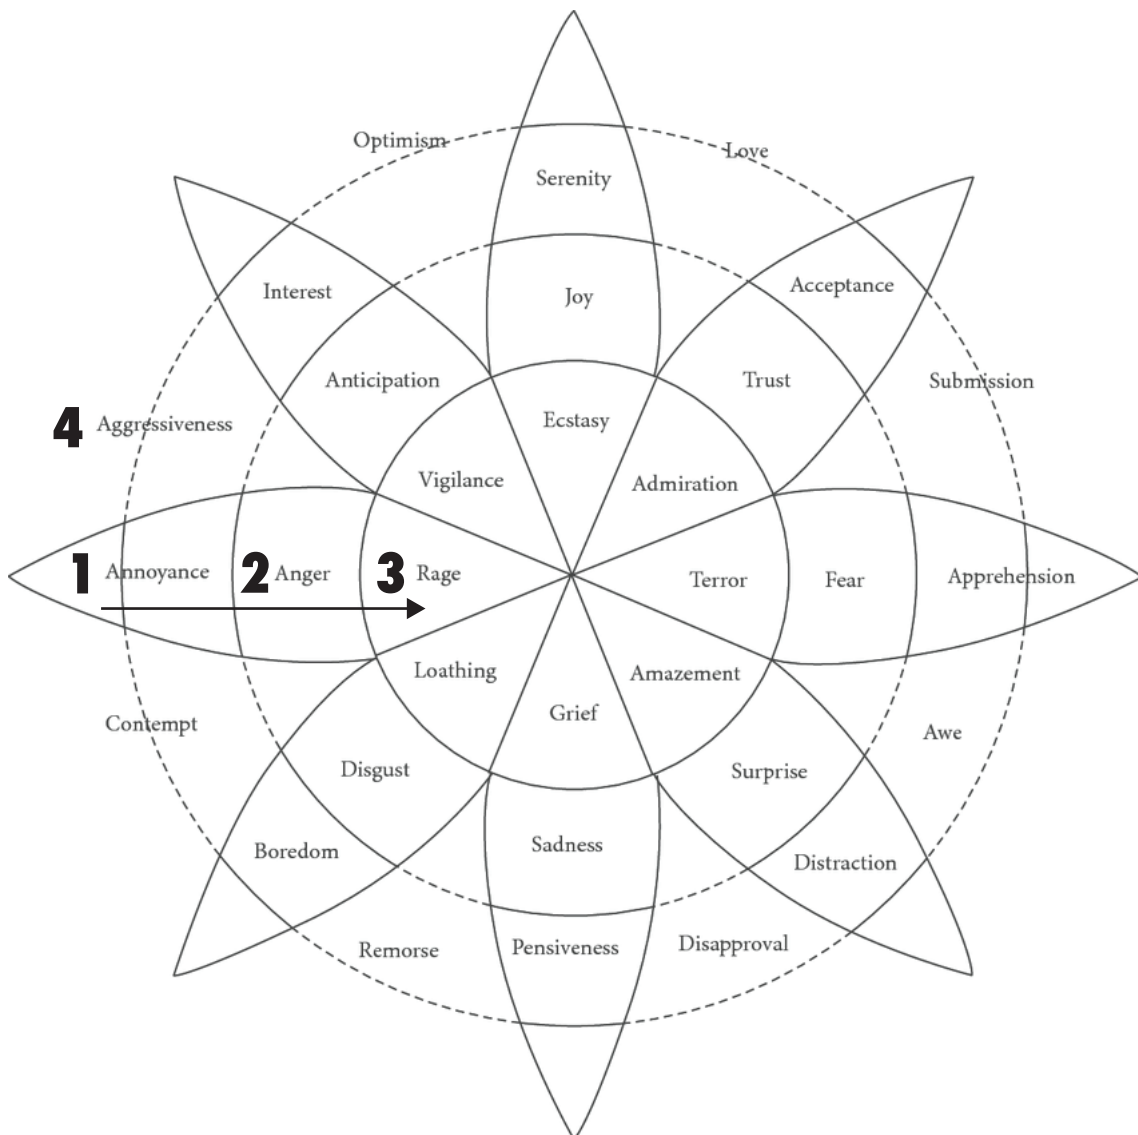 Optimism
Love
Serenity
Interest
Acceptance
Joy
Anticipation
Trust
Submission
4 Aggressiveness
Ecstasy
Vigilance
Admiration
1 Annoyance 2 Anger 3 Rage
Terror
Fear
Apprehension
Loathing
Amazement
Grief
Contempt
Awe
Disgust
Surprise
Sadness
Boredom
Distraction
Remorse
Pensiveness
Disapproval